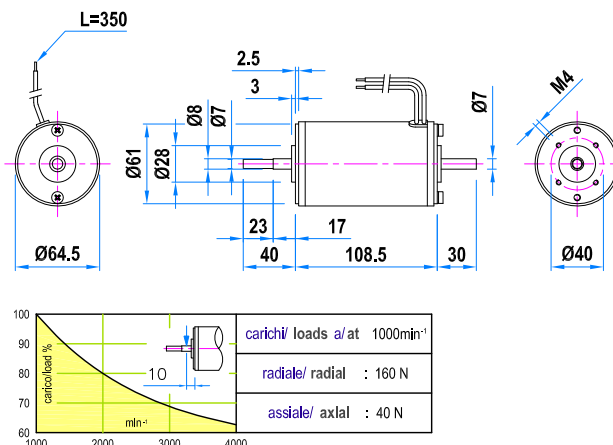 L=350
2.5
3
Ø8
Ø7
Ø61
Ø28
M4
Ø7
23
17
Ø64.5
40
108.5
30
Ø40
100
90
80
70
60
carico/load %
10
min-¹
1000
2000
3000
4000
carichi/ loads a/at 1000min-¹
radiale/ radial : 160 N
assiale/ axial : 40 N